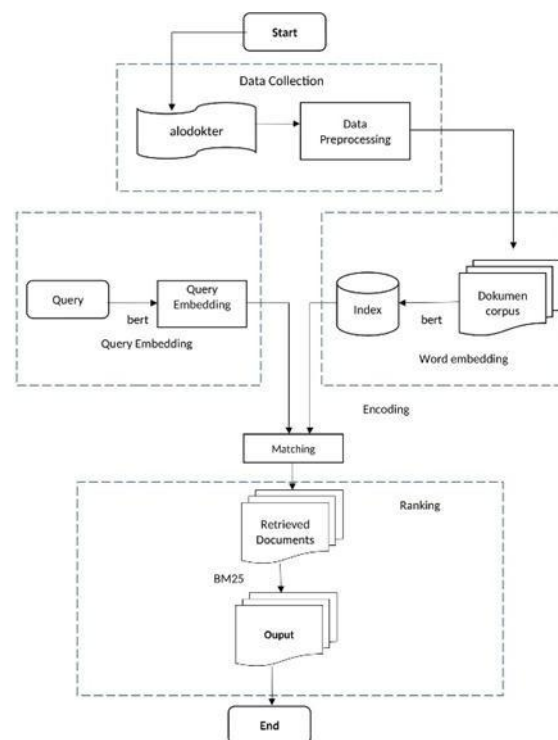 Start
Data Collection
alodokter
Data
Preprocessing
Query
bert
Query
Embedding
Query Embedding
Index
bert
Dokumen
corpus
Word embedding
Encoding
Matching
Ranking
Retrieved
Documents
BM25
Ouput
End